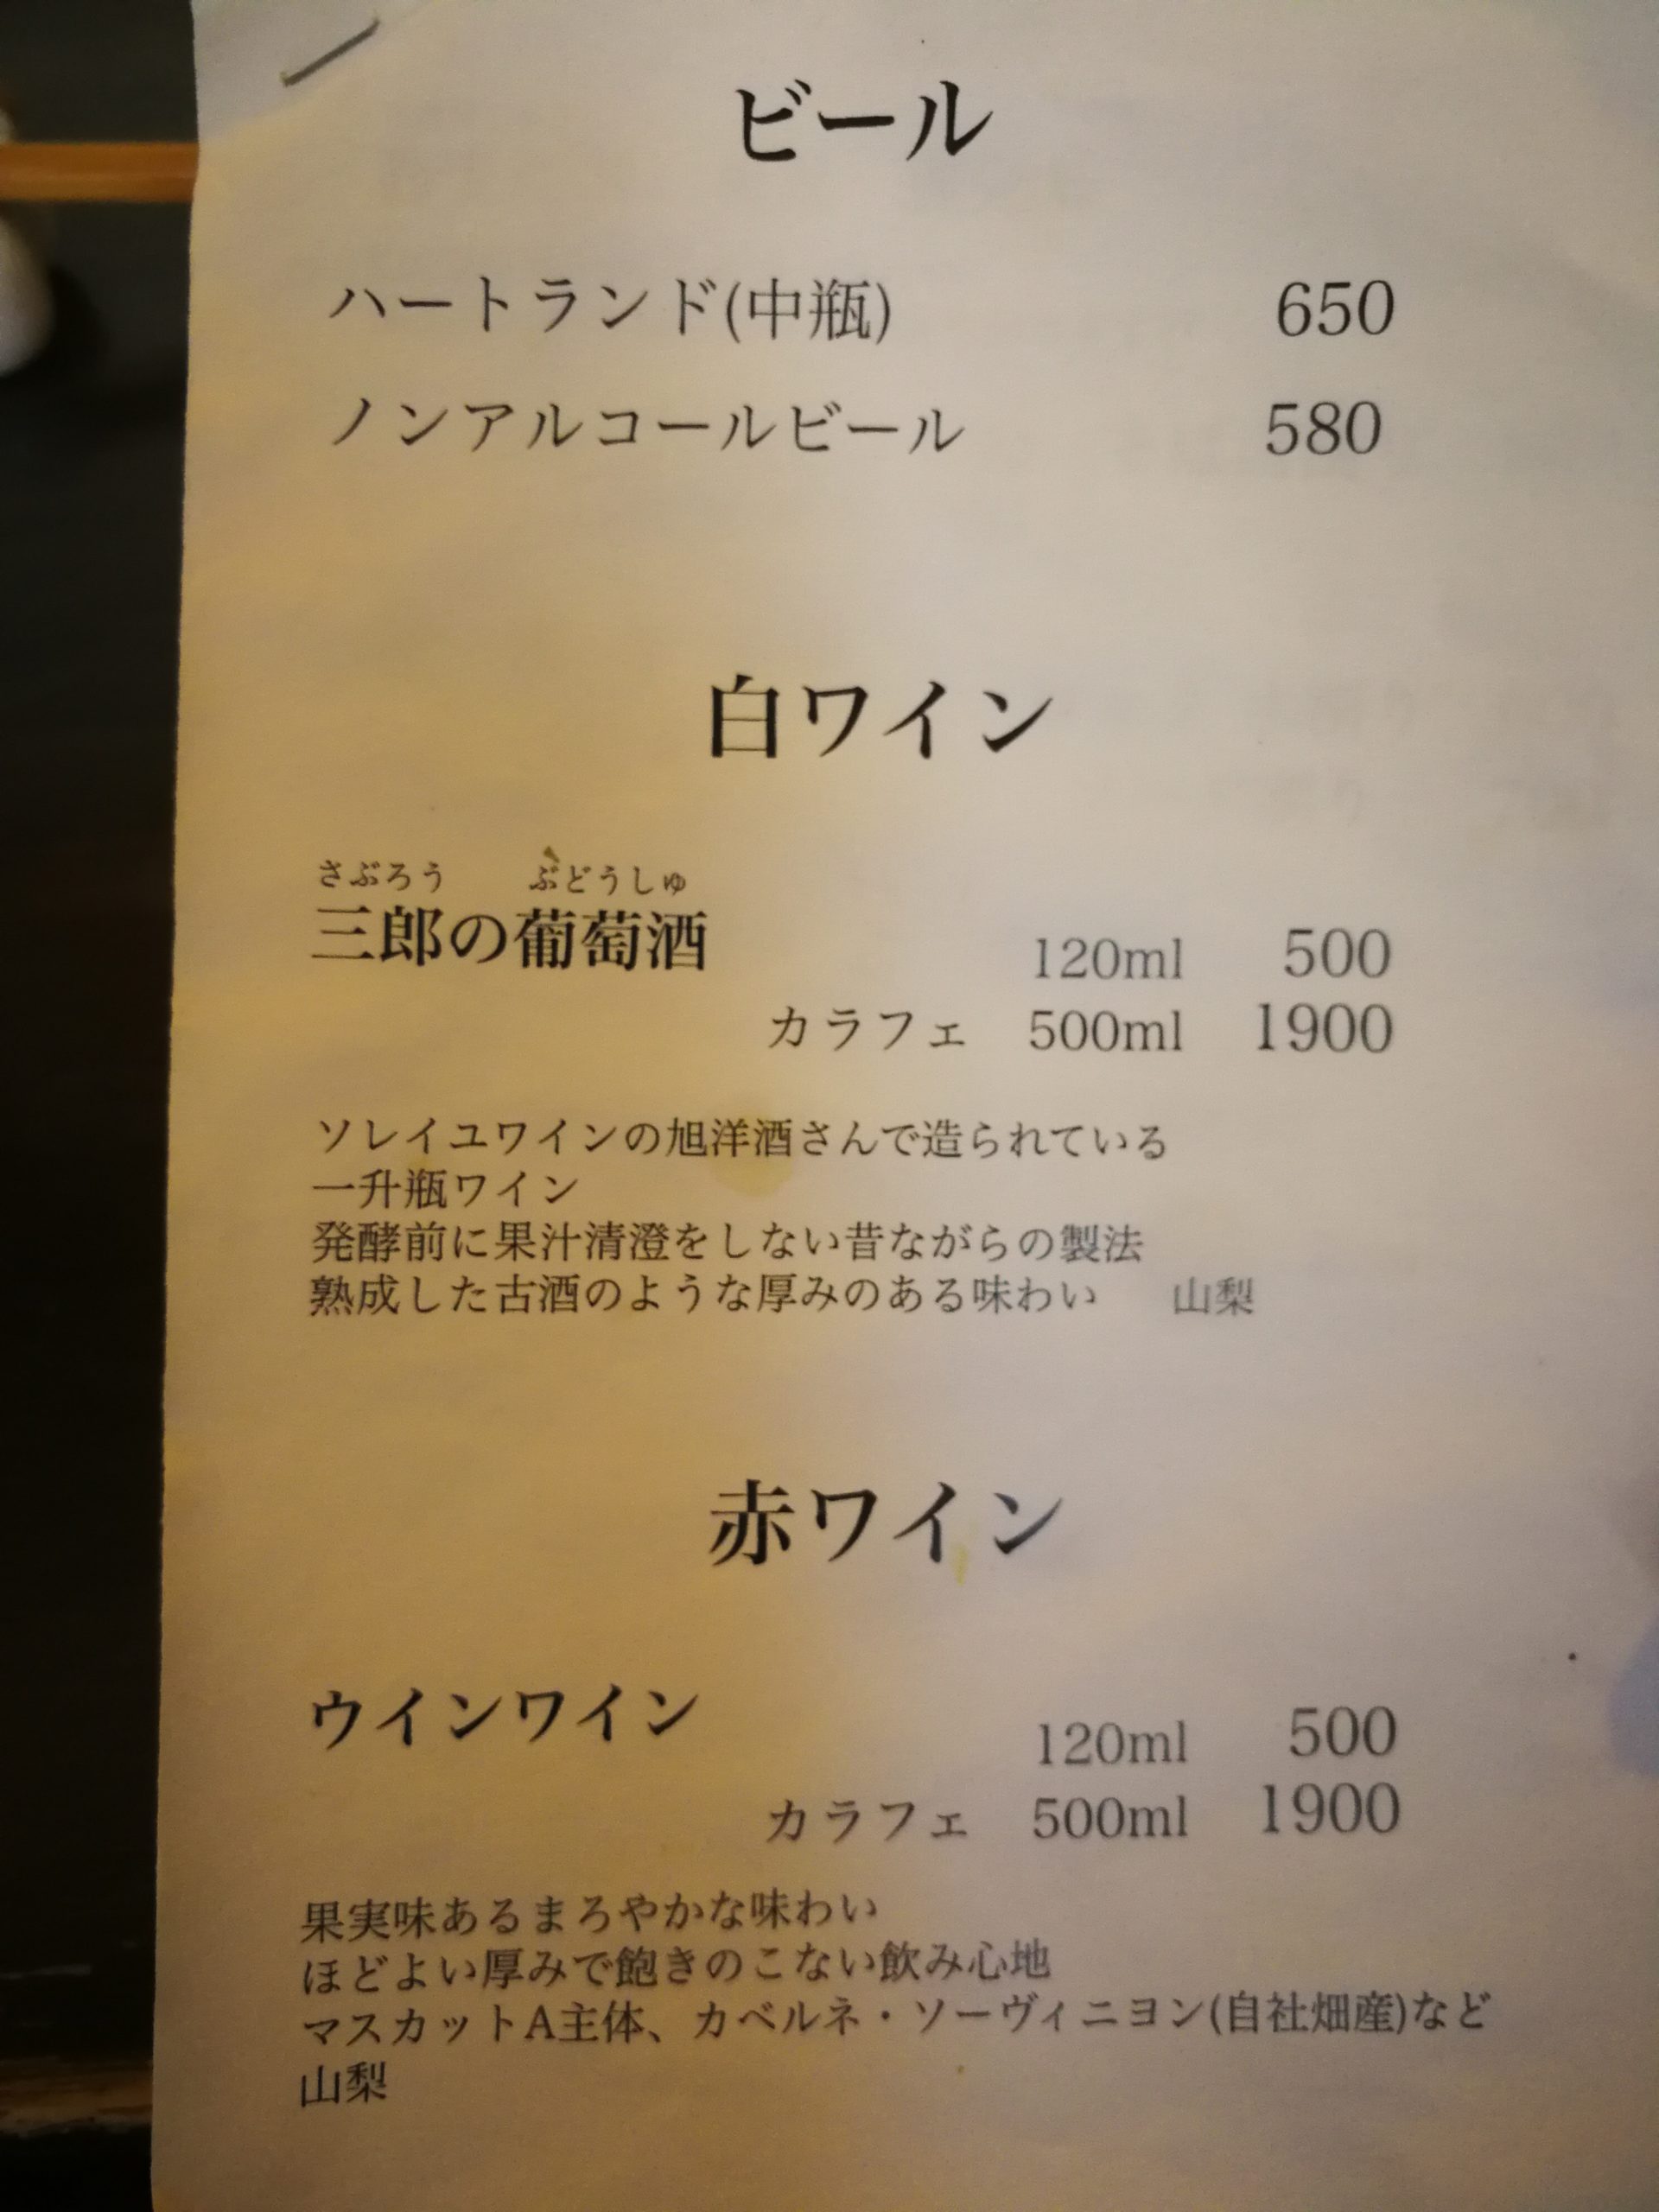 ビール
ハートランド(中瓶) 650
ノンアルコールビール 580
白ワイン
さぶろう ぶどうしゅ
三郎の葡萄酒 120ml 500
カラフェ 500ml 1900
ソレイユワインの旭洋酒さんで造られている
一升瓶ワイン
発酵前に果汁清澄をしない昔ながらの製法
熟成した古酒のような厚みのある味わい 山梨
赤ワイン
ウインワイン 120ml 500
カラフェ 500ml 1900
果実味あるまろやかな味わい
ほどよい厚みで飽きのこない飲み心地
マスカットA主体、カベルネ・ソーヴィニヨン(自社畑産)など
山梨